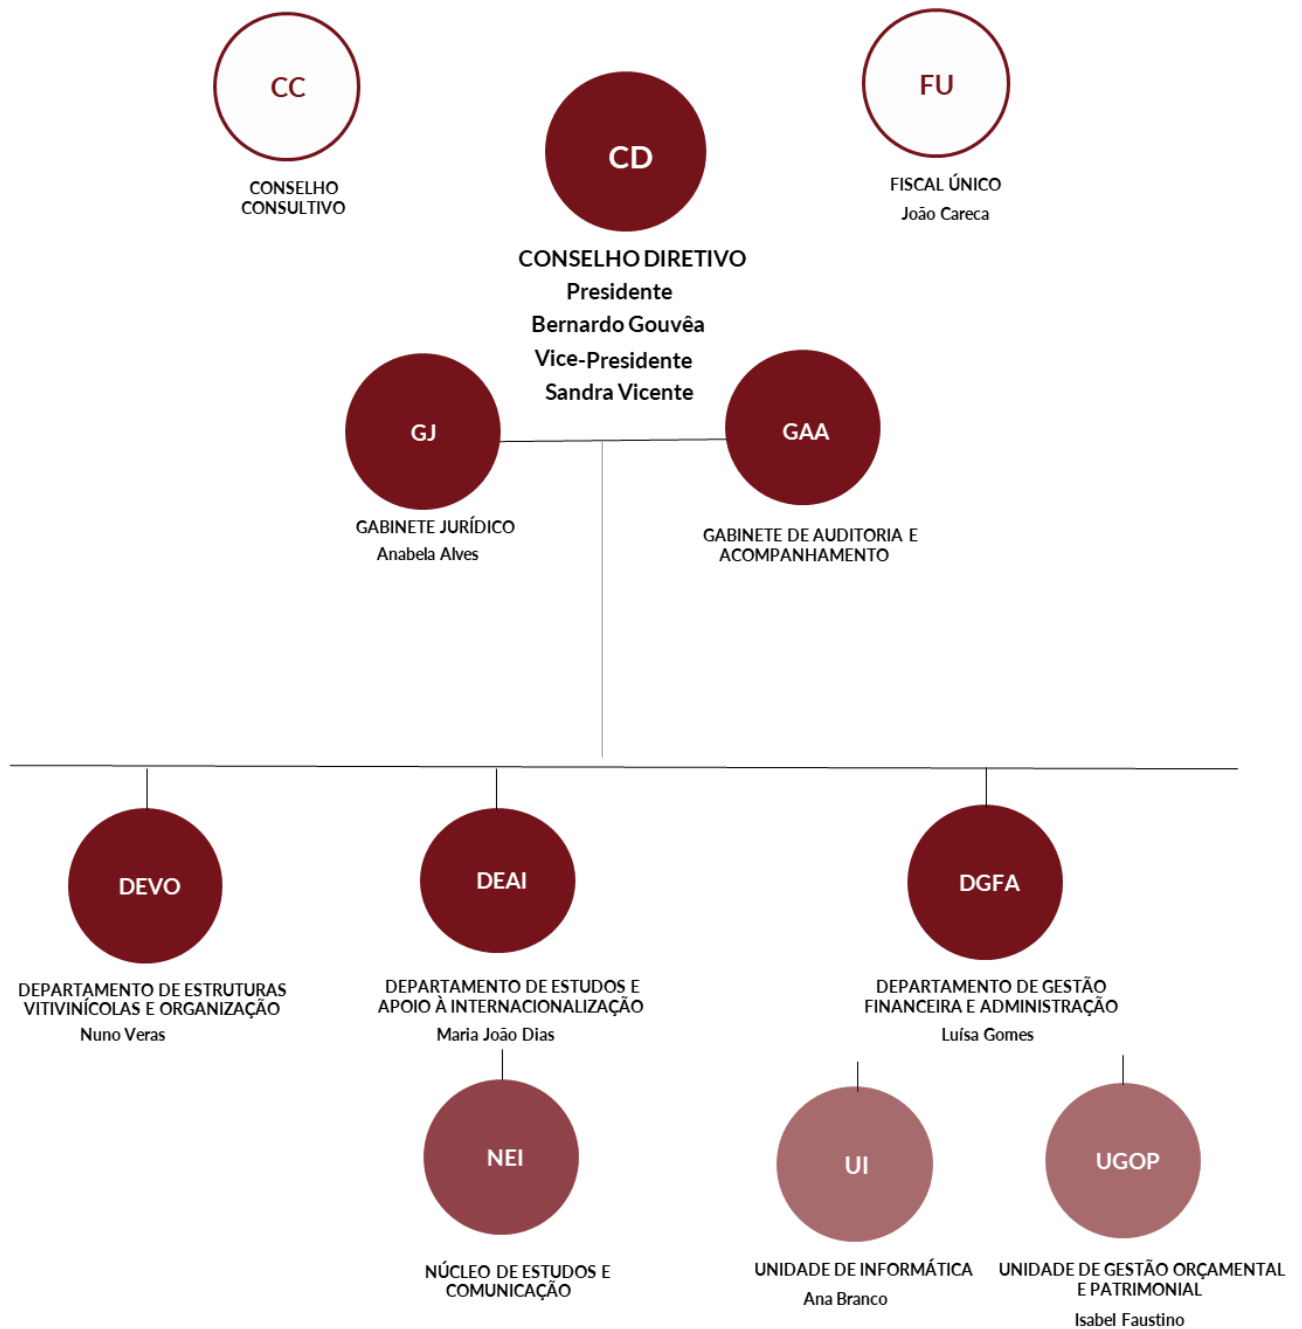 CC
CONSELHO
CONSULTIVO
CD
CONSELHO DIRETIVO
Presidente
Bernardo Gouvêa
Vice-Presidente
Sandra Vicente
FU
FISCAL ÚNICO
João Careca
GJ
GABINETE JURÍDICO
Anabela Alves
GAA
GABINETE DE AUDITORIA E
ACOMPANHAMENTO
DEVO
DEPARTAMENTO DE ESTRUTURAS
VITIVINÍCOLAS E ORGANIZAÇÃO
Nuno Veras
DEAI
DEPARTAMENTO DE ESTUDOS E
APOIO À INTERNACIONALIZAÇÃO
Maria João Dias
DGFA
DEPARTAMENTO DE GESTÃO
FINANCEIRA E ADMINISTRAÇÃO
Luísa Gomes
NEI
NÚCLEO DE ESTUDOS E
COMUNICAÇÃO
UI
UNIDADE DE INFORMÁTICA
Ana Branco
UGOP
UNIDADE DE GESTÃO ORÇAMENTAL
E PATRIMONIAL
Isabel Faustino